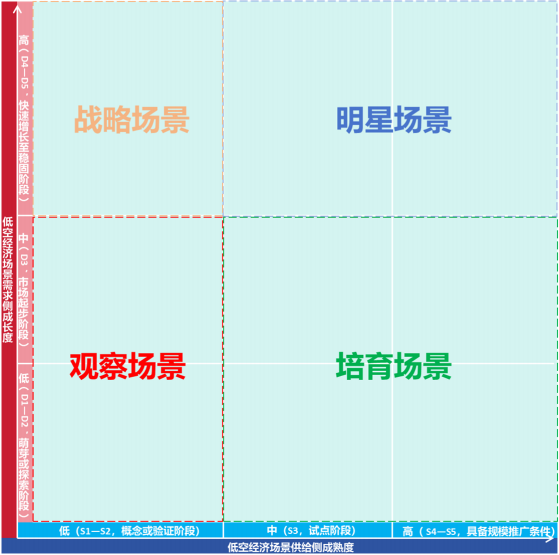 高（D4—D5，快速增长至稳固阶段）
战略场景
明星场景
低空经济场景需求侧成长度
中（D3，市场起步阶段）
观察场景
培育场景
低（D1—D2，萌芽或探索阶段）
低（S1—S2，概念或验证阶段）
中（S3，试点阶段）
高（S4—S5，具备规模推广条件）
低空经济场景供给侧成熟度